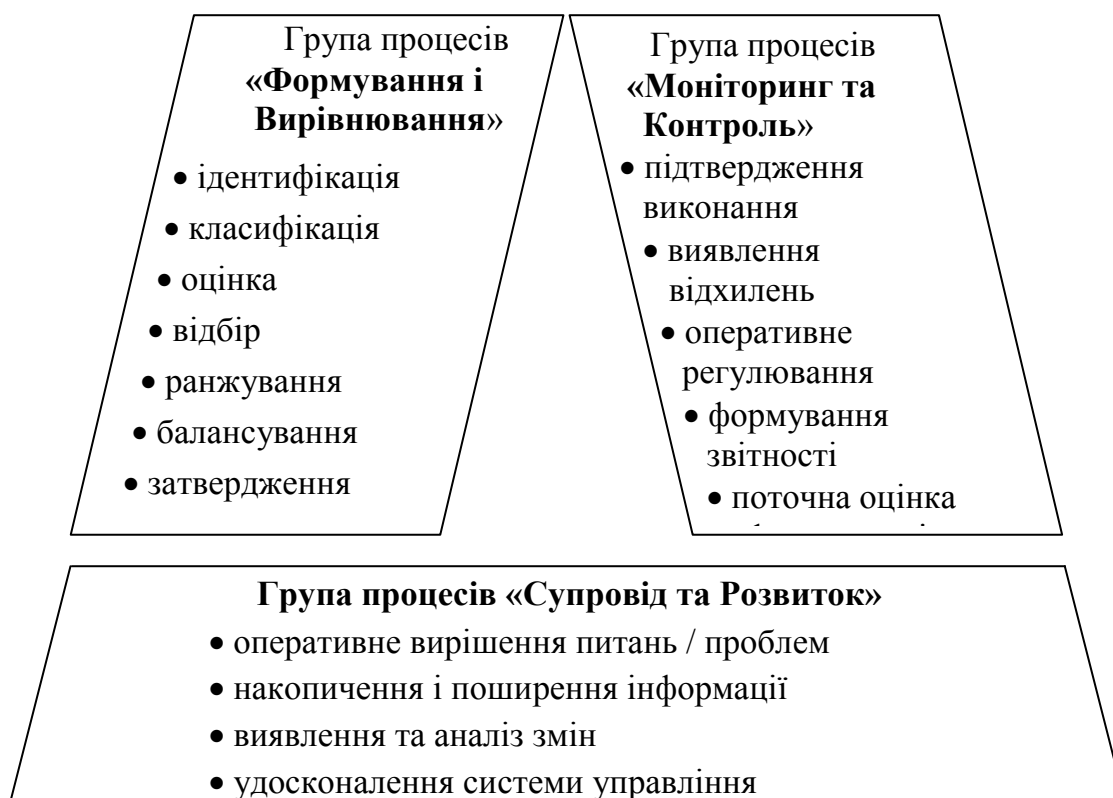 Група процесів
«Формування і
Вирівнювання»
• ідентифікація
• класифікація
• оцінка
• відбір
• ранжування
• балансування
• затвердження
Група процесів
«Моніторинг та
Контроль»
• підтвердження
виконання
• виявлення
відхилень
• оперативне
регулювання
• формування
звітності
• поточна оцінка
Група процесів «Супровід та Розвиток»
• оперативне вирішення питань / проблем
• накопичення і поширення інформації
• виявлення та аналіз змін
• удосконалення системи управління